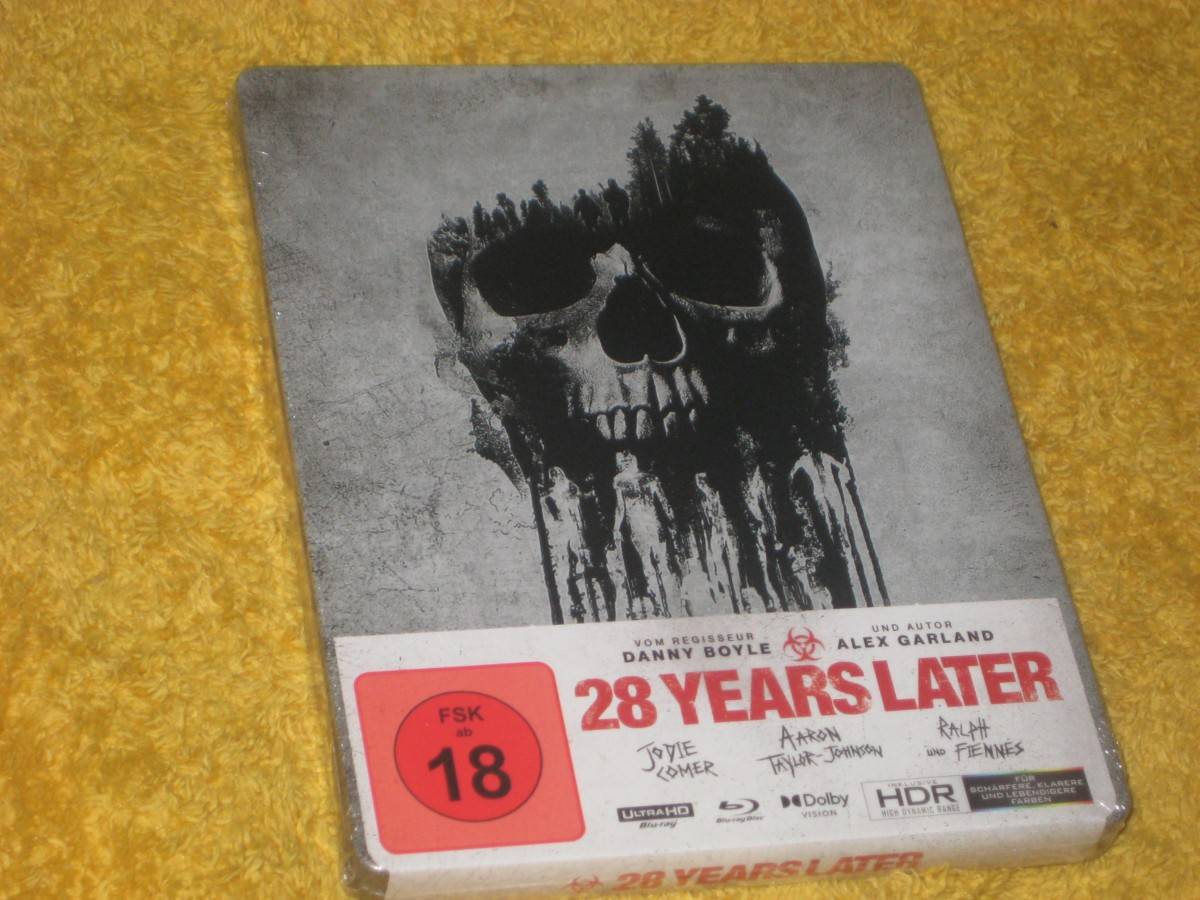 VOM REGISSEUR
DANNY BOYLE
UND AUTOR
ALEX GARLAND
28 YEARS LATER
JODIE
COMER
AARON
TAYLOR-JOHNSON
RALPH
UND FIENNES
FSK
ab
18
ULTRA HD
Blu-ray
Blu-ray Disc
Dolby
VISION
INKLUSIVE
HDR
HIGH DYNAMIC RANGE
FÜR
SCHÄRFERE, KLARERE
UND LEBENDIGERE
FARBEN
28 YEARS LATER